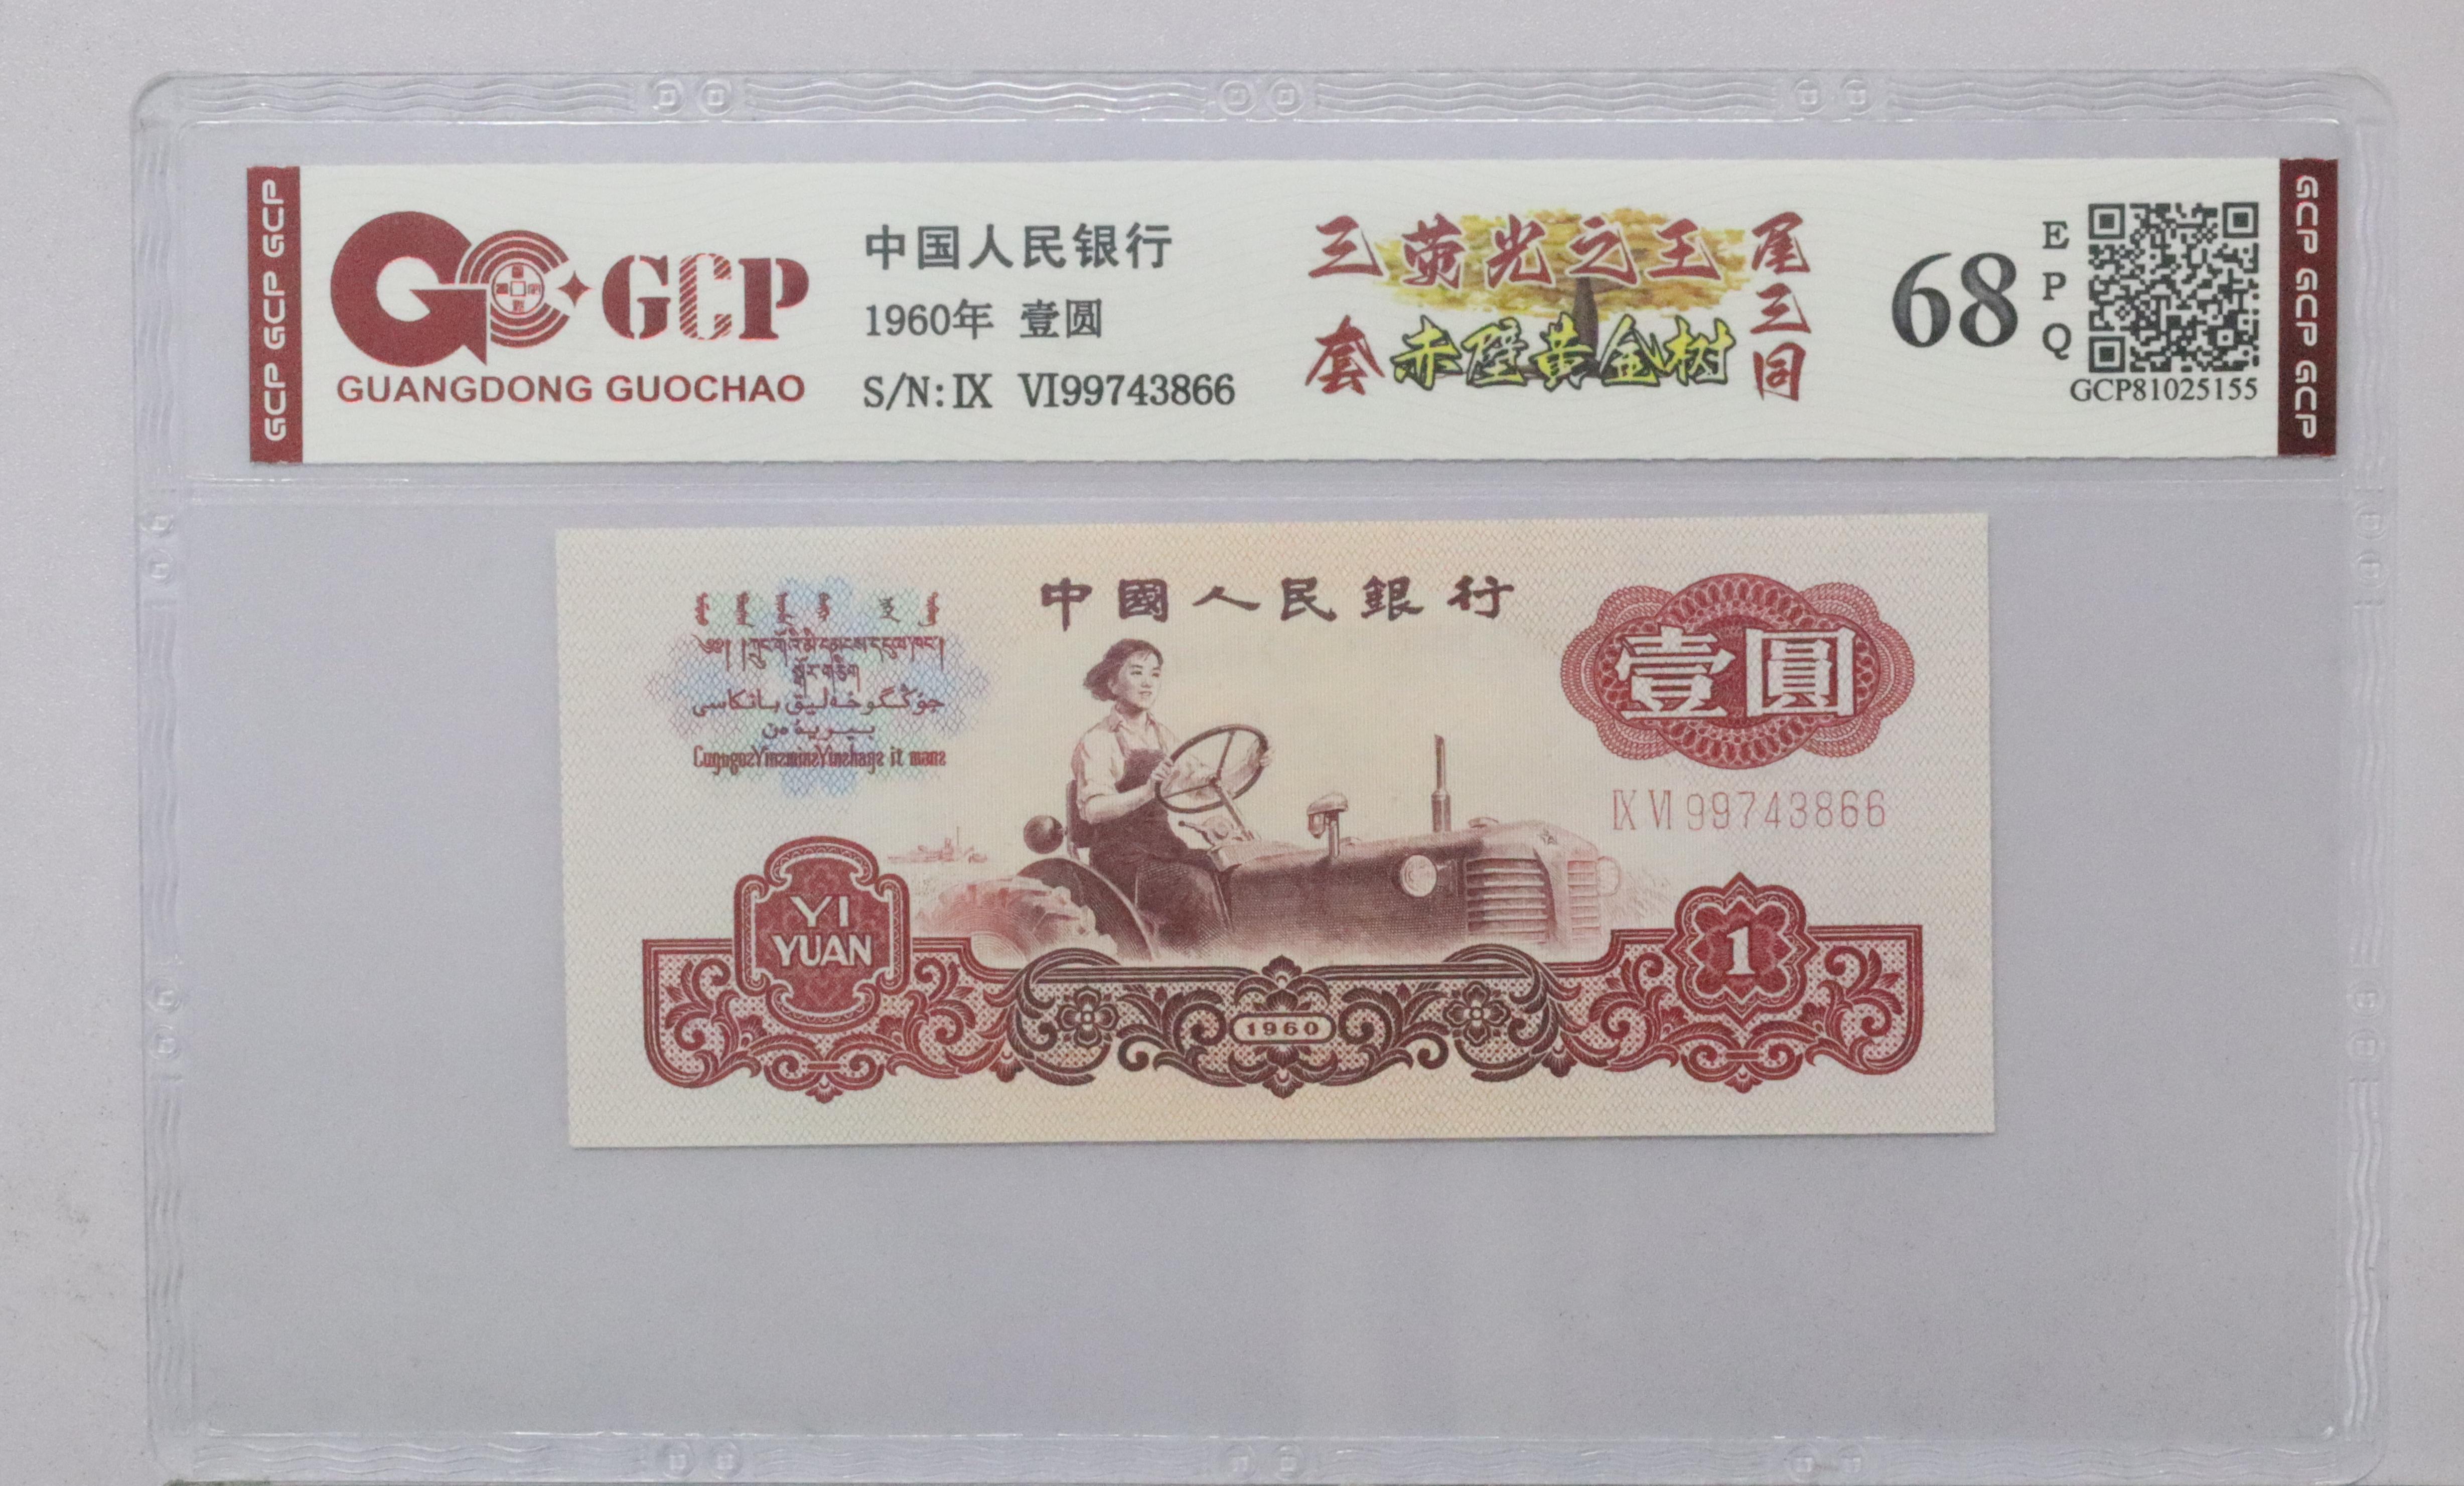 GCP GCP GCP
GCP
GUANGDONG GUOCHAO
中国人民银行
1960年 壹圆
S/N:IX VI99743866
三套
荧光之王
赤壁黄金树
尾三同
68
EPQ
GCP81025155
GCP GCP GCP
中國人民銀行
壹圓
IX VI 99743866
YI
YUAN
1960
1